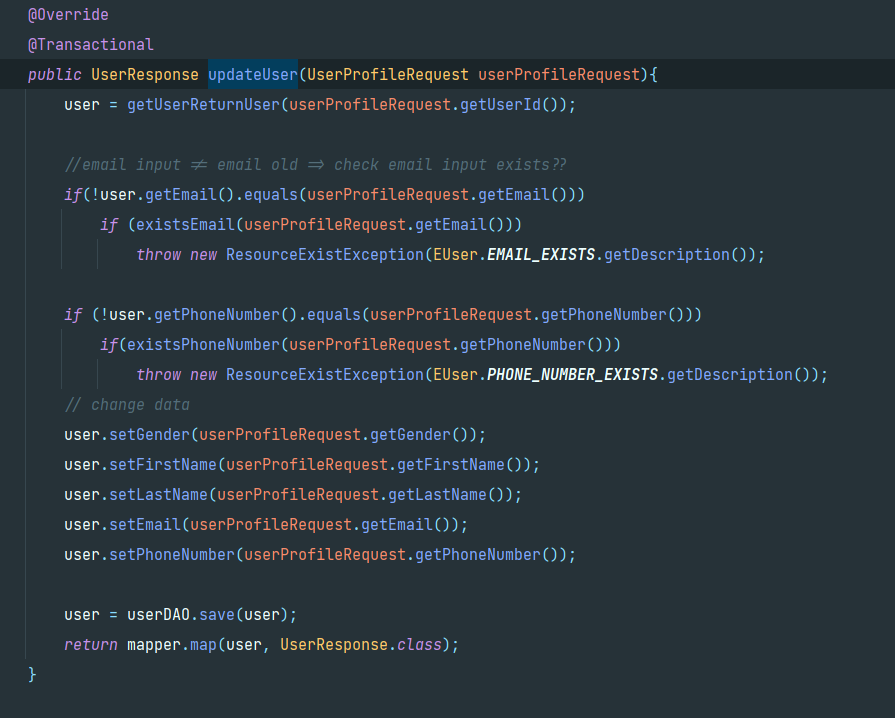 @Override
@Transactional
public UserResponse updateUser(UserProfileRequest userProfileRequest){
user = getUserReturnUser(userProfileRequest.getUserId());
//email input ≠ email old ⇒ check email input exists??
if(!user.getEmail().equals(userProfileRequest.getEmail()))
if (existsEmail(userProfileRequest.getEmail()))
throw new ResourceExistException(EUser.EMAIL_EXISTS.getDescription());
if (!user.getPhoneNumber().equals(userProfileRequest.getPhoneNumber()))
if(existsPhoneNumber(userProfileRequest.getPhoneNumber()))
throw new ResourceExistException(EUser.PHONE_NUMBER_EXISTS.getDescription());
// change data
user.setGender(userProfileRequest.getGender());
user.setFirstName(userProfileRequest.getFirstName());
user.setLastName(userProfileRequest.getLastName());
user.setEmail(userProfileRequest.getEmail());
user.setPhoneNumber(userProfileRequest.getPhoneNumber());
user = userDAO.save(user);
return mapper.map(user, UserResponse.class);
}